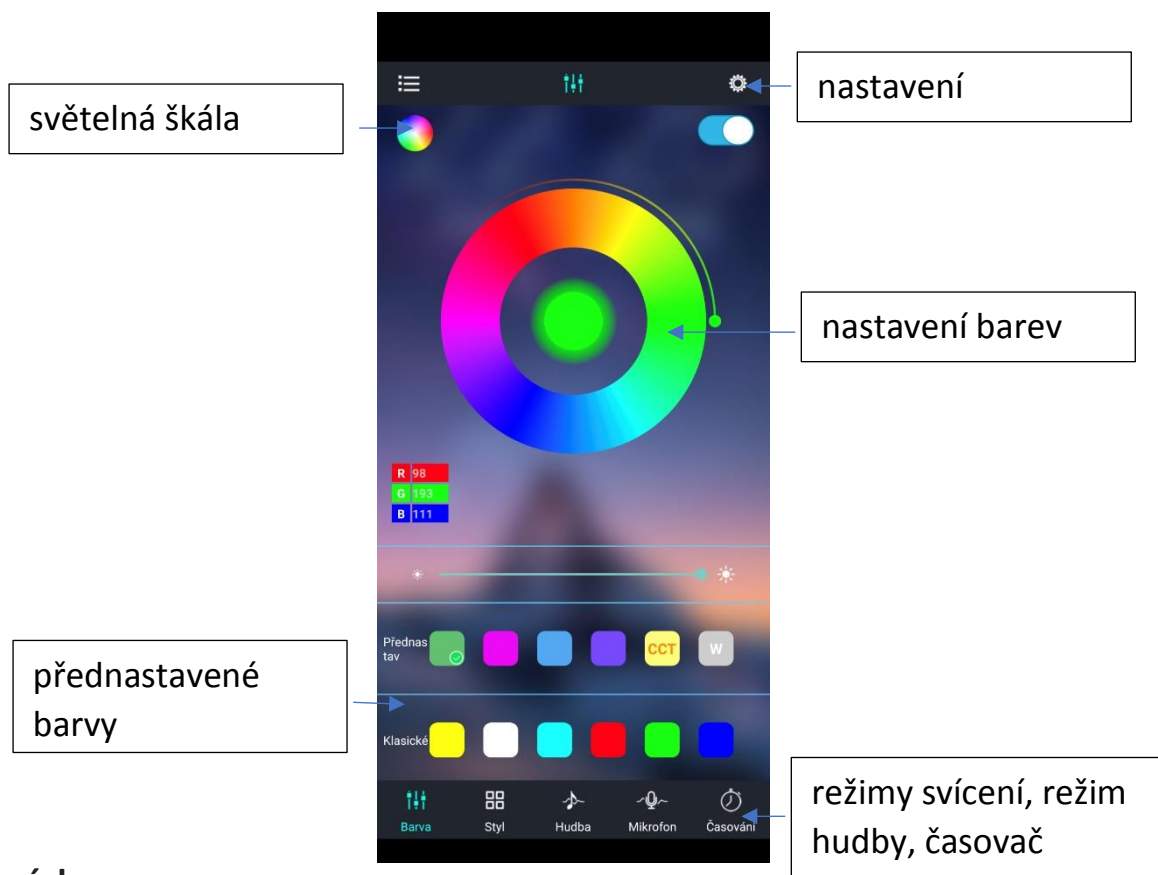 světelná škála
nastavení
nastavení barev
R 98
G 193
B 111
Přednas
tav
CCT
W
přednastavené
barvy
Klasické
režimy svícení, režim
hudby, časovač
Barva
Styl
Hudba
Mikrofon
Časování